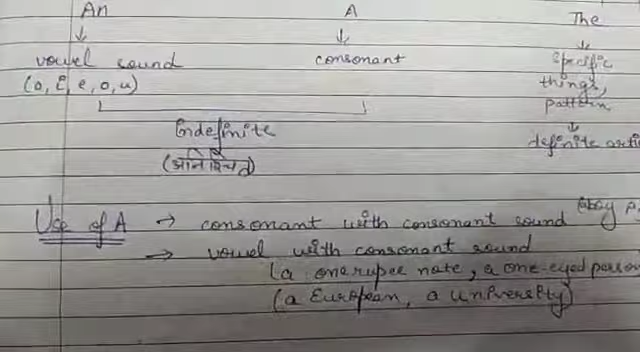 An A The
vowel sound consonant specific
(o, i, e, o, u) things,
pattern
Indefinite definite arti
(अनिश्चित)
Use of A → consonant with consonant sound
→ vowel with consonant sound
(a one rupee note, a one-eyed person
(a European, a university)